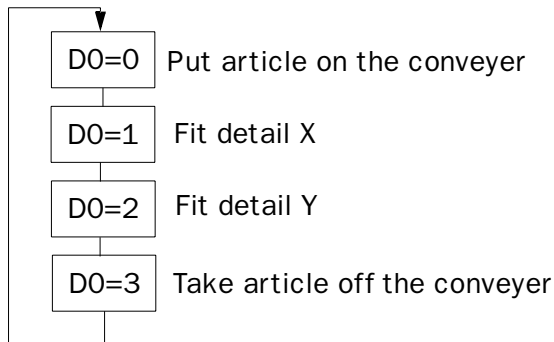 D0=0 Put article on the conveyer
D0=1 Fit detail X
D0=2 Fit detail Y
D0=3 Take article off the conveyer